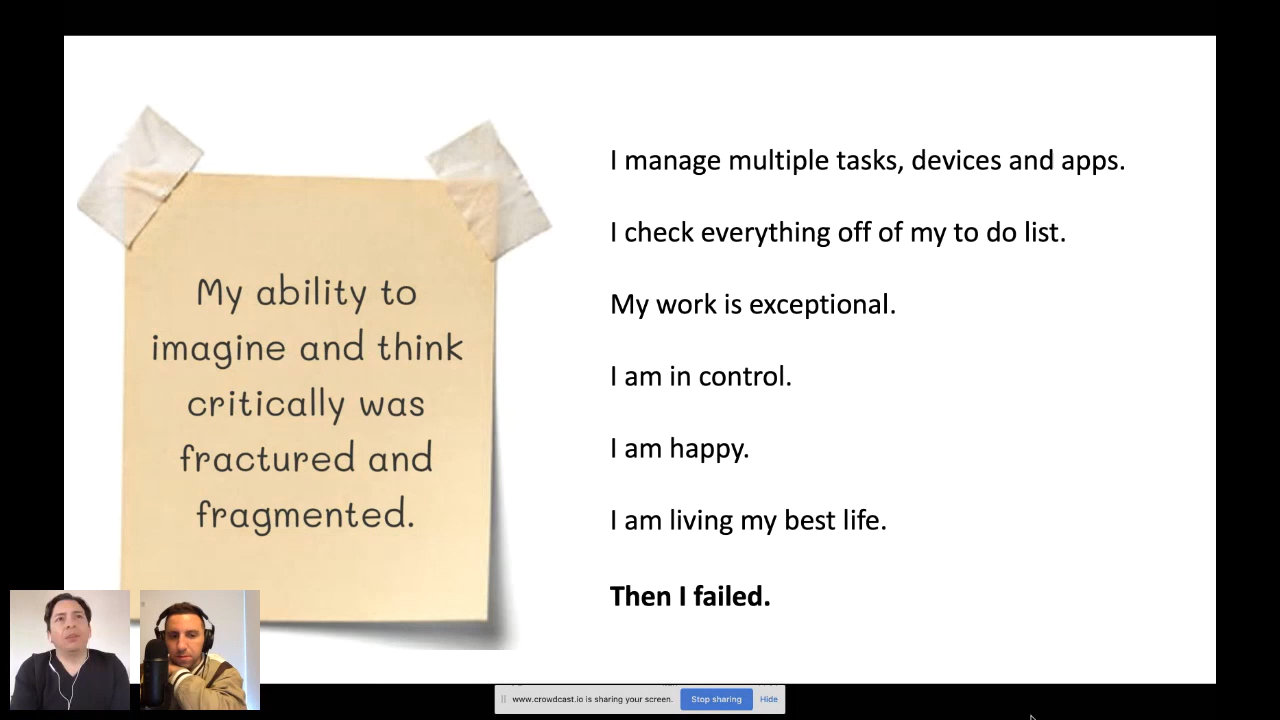 My ability to
imagine and think
critically was
fractured and
fragmented.
I manage multiple tasks, devices and apps.
I check everything off of my to do list.
My work is exceptional.
I am in control.
I am happy.
I am living my best life.
Then I failed.
www.crowdcast.io is sharing your screen. Stop sharing Hide